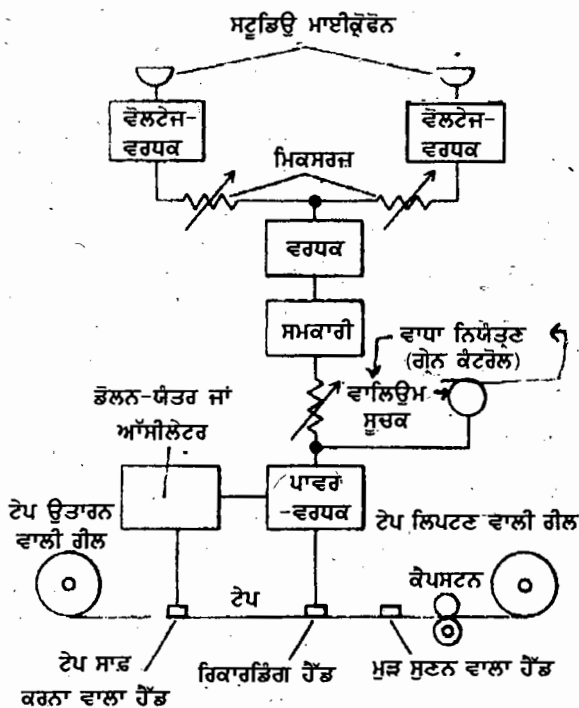 ਸਟੂਡਿਉ ਮਾਈਕ੍ਰੋਫੋਨ
ਵੋਲਟੇਜ-
ਵਰਧਕ
ਵੋਲਟੇਜ-
ਵਰਧਕ
ਮਿਕਸਰਜ਼
ਵਰਧਕ
ਸਮਕਾਰੀ
ਵਾਧਾ ਨਿਯੰਤ੍ਰਣ
(ਗੇਨ ਕੰਟਰੋਲ)
ਵਾਲਿਉਮ
ਸੂਚਕ
ਡੋਲਨ-ਯੰਤਰ ਜਾਂ
ਆੱਸੀਲੇਟਰ
ਪਾਵਰ
-ਵਰਧਕ
ਟੇਪ ਉਤਾਰਨ
ਵਾਲੀ ਰੀਲ
ਟੇਪ ਲਿਪਟਣ ਵਾਲੀ ਰੀਲ
ਕੈਪਸਟਨ
ਟੇਪ
ਟੇਪ ਸਾਫ਼
ਕਰਨਾ ਵਾਲਾ ਹੈੱਡ
ਰਿਕਾਰਡਿੰਗ ਹੈੱਡ
ਮੁੜ ਸੁਣਨ ਵਾਲਾ ਹੈੱਡ